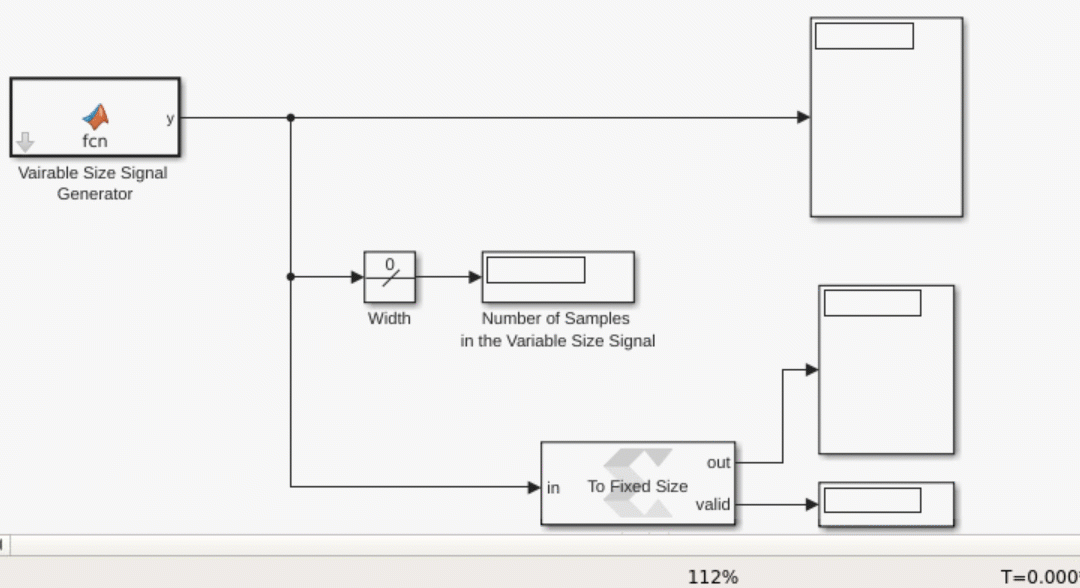 y
fcn
Vairable Size Signal
Generator
0
Width
Number of Samples
in the Variable Size Signal
in
To Fixed Size
out
valid
112%
T=0.000